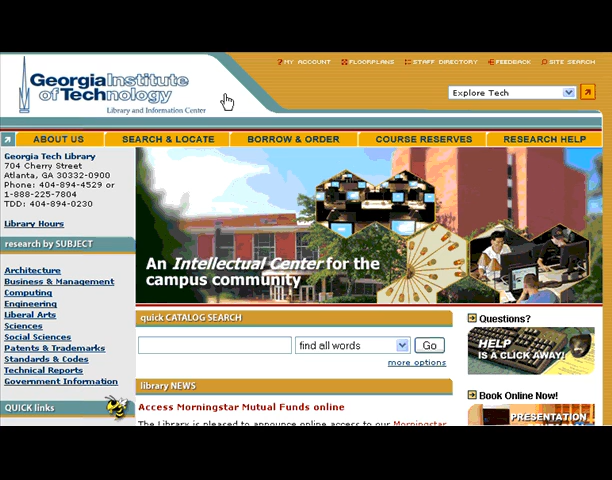 Georgia Institute
of Technology
Library and Information Center
MY ACCOUNT FLOORPLANS STAFF DIRECTORY FEEDBACK SITE SEARCH
Explore Tech
ABOUT US SEARCH & LOCATE BORROW & ORDER COURSE RESERVES RESEARCH HELP
Georgia Tech Library
704 Cherry Street
Atlanta, GA 30332-0900
Phone: 404-894-4529 or
1-888-225-7804
TDD: 404-894-0230
Library Hours
research by SUBJECT
Architecture
Business & Management
Computing
Engineering
Liberal Arts
Sciences
Social Sciences
Patents & Trademarks
Standards & Codes
Technical Reports
Government Information
QUICK links
An Intellectual Center for the
campus community
quick CATALOG SEARCH
find all words Go
more options
library NEWS
Access Morningstar Mutual Funds online
The Library is pleased to announce online access to our Morningstar
Questions?
HELP
IS A CLICK AWAY!
Book Online Now!
PRESENTATION